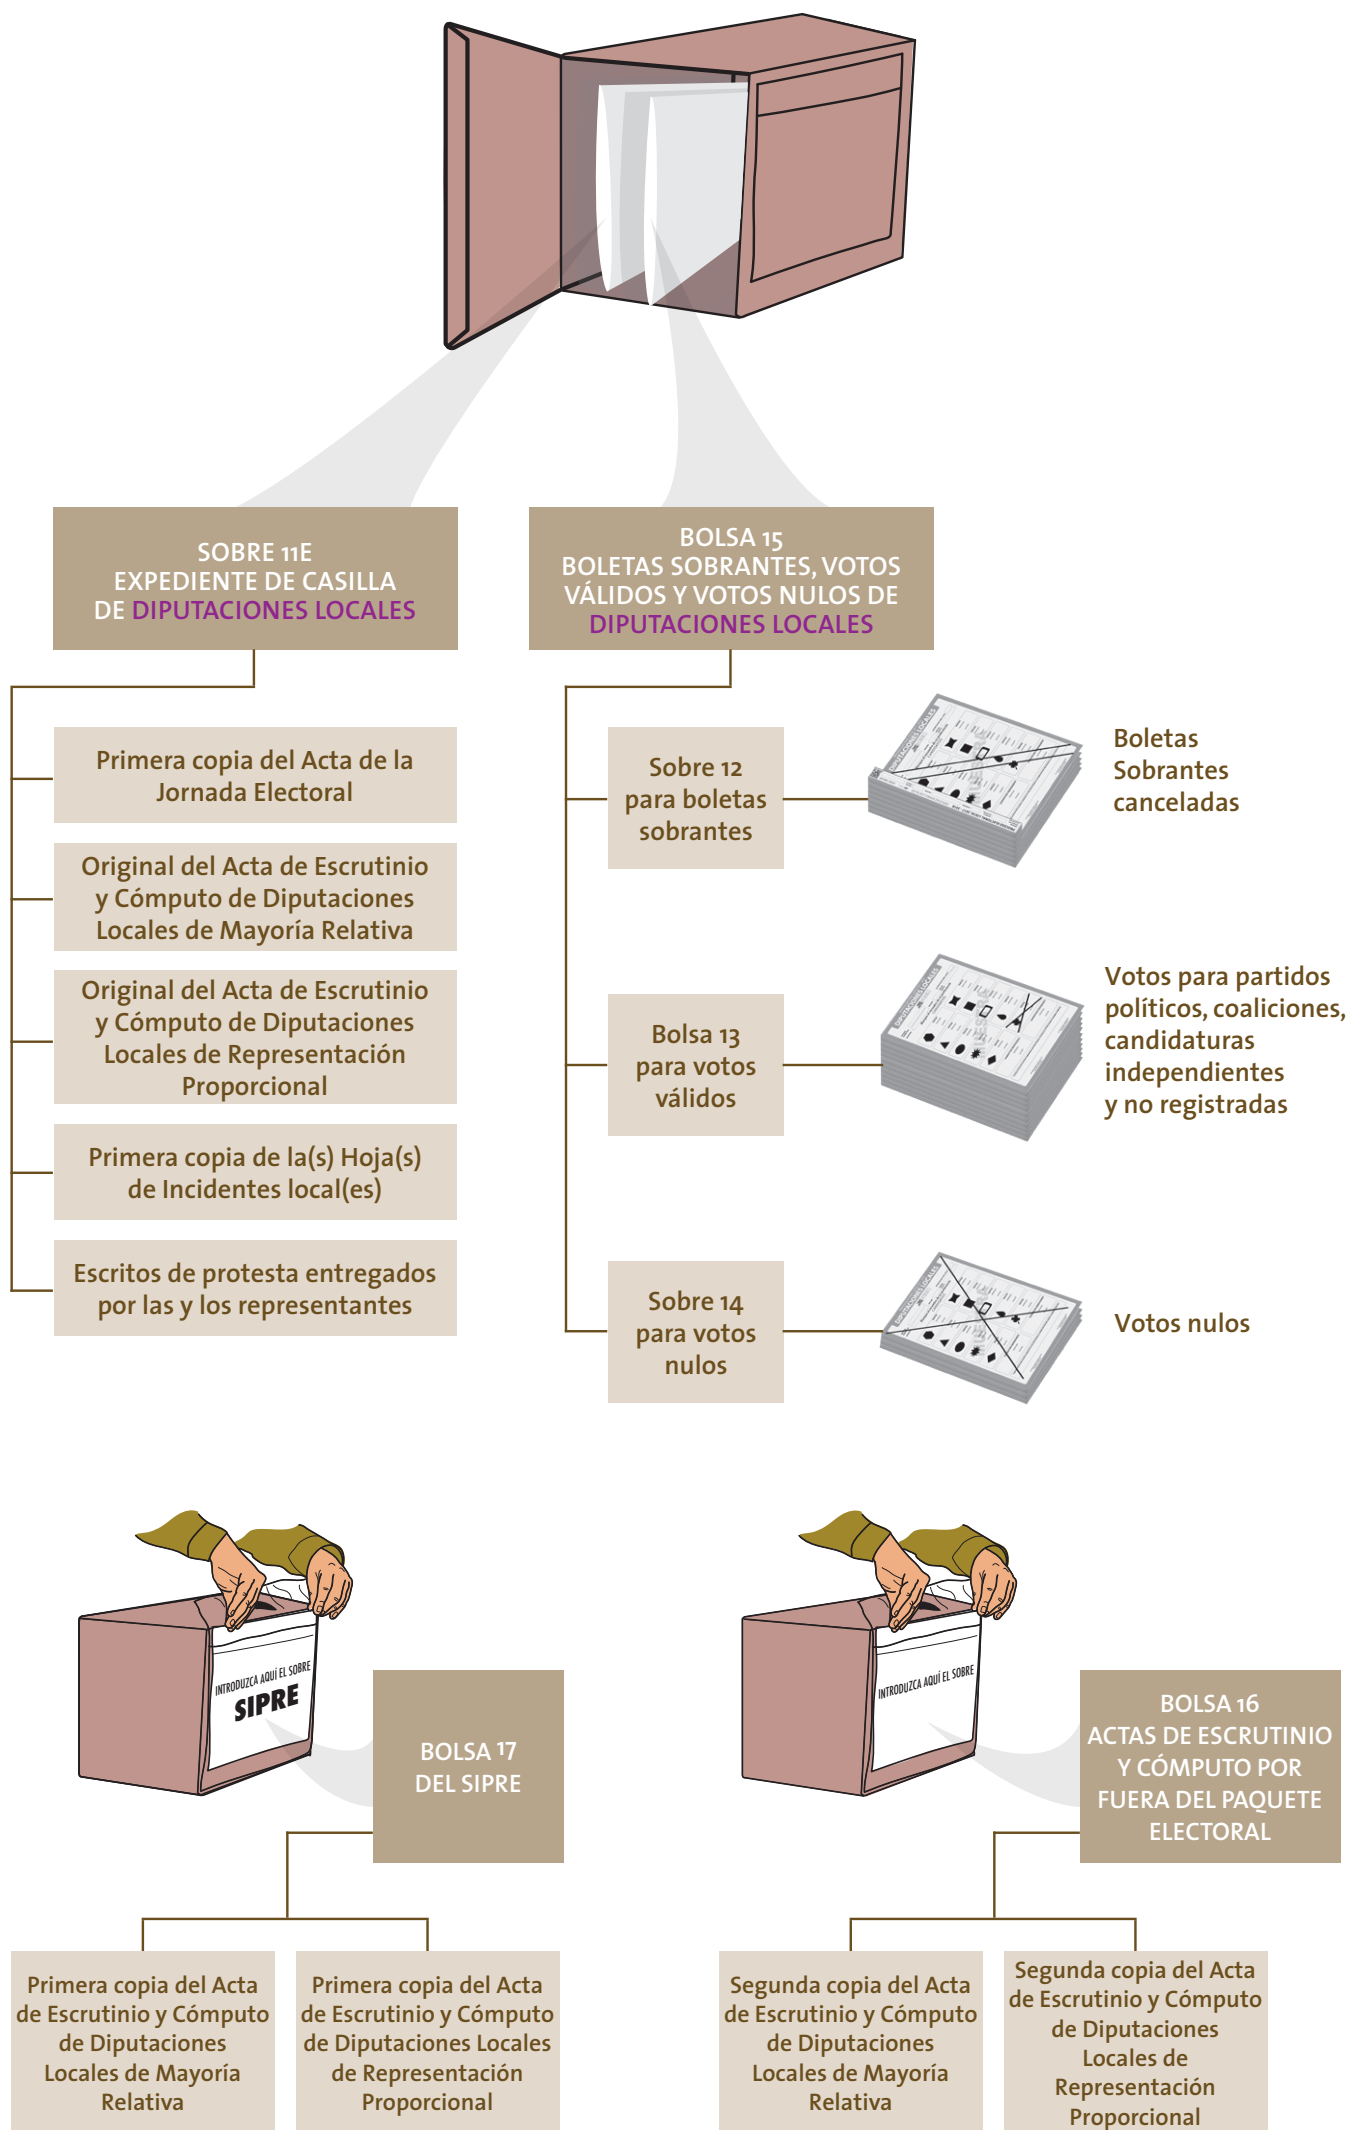 SOBRE 11E
EXPEDIENTE DE CASILLA
DE DIPUTACIONES LOCALES
Primera copia del Acta de la
Jornada Electoral
Original del Acta de Escrutinio
y Cómputo de Diputaciones
Locales de Mayoría Relativa
Original del Acta de Escrutinio
y Cómputo de Diputaciones
Locales de Representación
Proporcional
Primera copia de la(s) Hoja(s)
de Incidentes local(es)
Escritos de protesta entregados
por las y los representantes
BOLSA 15
BOLETAS SOBRANTES, VOTOS
VÁLIDOS Y VOTOS NULOS DE
DIPUTACIONES LOCALES
Sobre 12
para boletas
sobrantes
DIPUTACIONES LOCALES
Boletas
Sobrantes
canceladas
Bolsa 13
para votos
válidos
DIPUTACIONES LOCALES
Votos para partidos
políticos, coaliciones,
candidaturas
independientes
y no registradas
Sobre 14
para votos
nulos
DIPUTACIONES LOCALES
Votos nulos
INTRODUZCA AQUÍ EL SOBRE
SIPRE
BOLSA 17
DEL SIPRE
Primera copia del Acta
de Escrutinio y Cómputo
de Diputaciones
Locales de Mayoría
Relativa
Primera copia del Acta
de Escrutinio y Cómputo
de Diputaciones Locales
de Representación
Proporcional
INTRODUZCA AQUÍ EL SOBRE
BOLSA 16
ACTAS DE ESCRUTINIO
Y CÓMPUTO POR
FUERA DEL PAQUETE
ELECTORAL
Segunda copia del Acta
de Escrutinio y Cómputo
de Diputaciones
Locales de Mayoría
Relativa
Segunda copia del Acta
de Escrutinio y Cómputo
de Diputaciones
Locales de
Representación
Proporcional